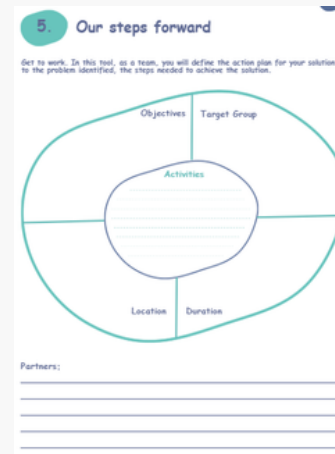 5. Our steps forward
Get to work. In this tool, as a team, you will define the action plan for your solution
to the problem identified, the steps needed to achieve the solution.
Objectives
Target Group
Activities
Location
Duration
Partners: